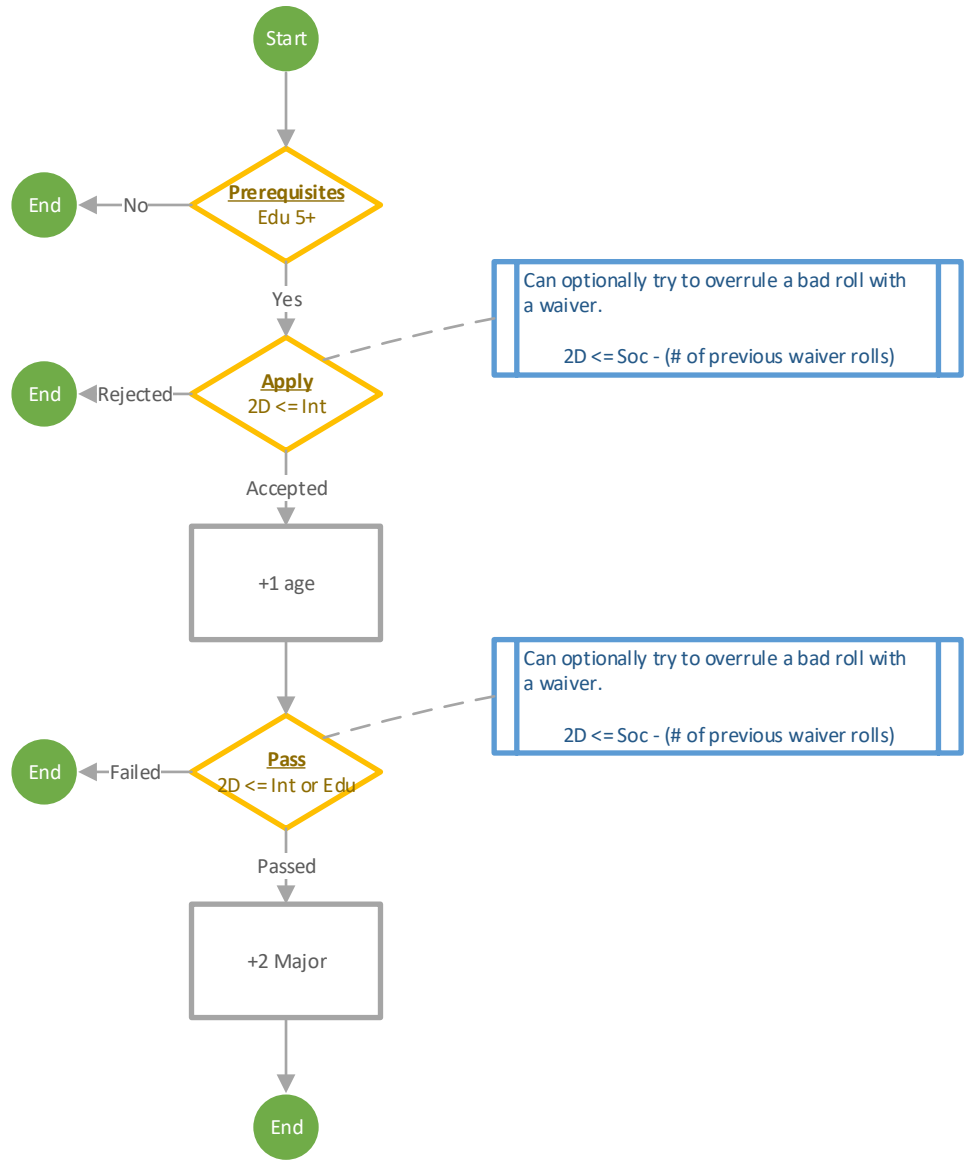 Start
Prerequisites
Edu 5+
No
End
Yes
Can optionally try to overrule a bad roll with
a waiver.
2D <= Soc - (# of previous waiver rolls)
Apply
2D <= Int
Rejected
End
Accepted
+1 age
Can optionally try to overrule a bad roll with
a waiver.
2D <= Soc - (# of previous waiver rolls)
Pass
2D <= Int or Edu
Failed
End
Passed
+2 Major
End